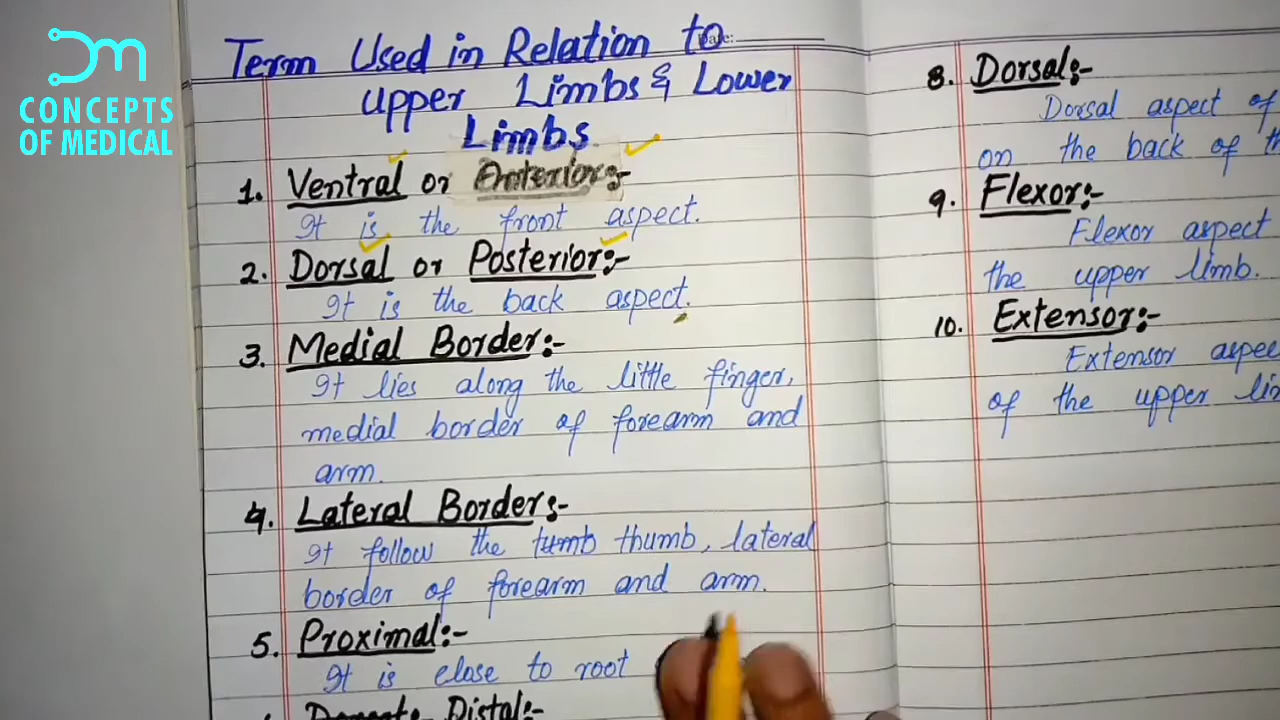 DM
CONCEPTS
OF MEDICAL
Date:
Term Used in Relation to
Upper Limbs & Lower
Limbs
1. Ventral or Anterior:-
It is the front aspect.
2. Dorsal or Posterior:-
It is the back aspect.
3. Medial Border:-
It lies along the little finger,
medial border of forearm and
arm.
4. Lateral Border:-
It follow the tumb thumb, lateral
border of forearm and arm.
5. Proximal:-
It is close to root
Distal:-
8. Dorsal:-
Dorsal aspect of
on the back of
9. Flexor:-
Flexor aspect
the upper limb.
10. Extensor:-
Extensor
of the upper